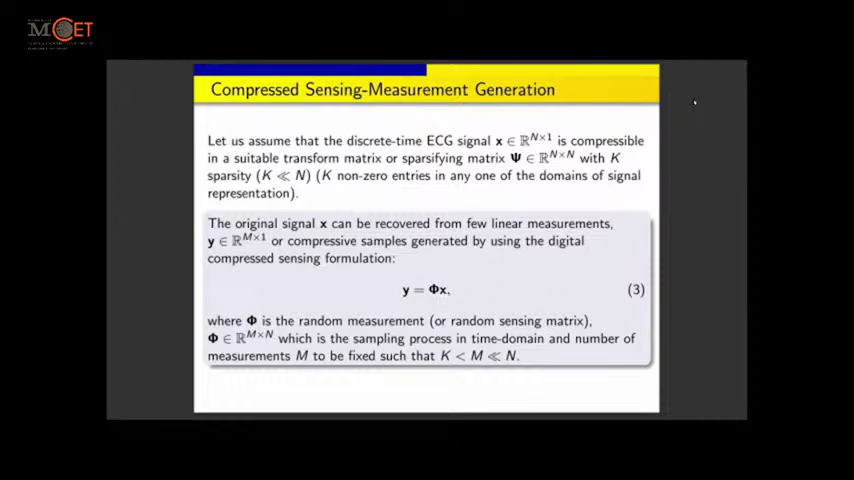 MCET
Compressed Sensing-Measurement Generation
Let us assume that the discrete-time ECG signal x ∈ ℝ^{N×1} is compressible
in a suitable transform matrix or sparsifying matrix Ψ ∈ ℝ^{N×N} with K
sparsity (K ≪ N) (K non-zero entries in any one of the domains of signal
representation).
The original signal x can be recovered from few linear measurements,
y ∈ ℝ^{M×1} or compressive samples generated by using the digital
compressed sensing formulation:
y = Φx, (3)
where Φ is the random measurement (or random sensing matrix),
Φ ∈ ℝ^{M×N} which is the sampling process in time-domain and number of
measurements M to be fixed such that K < M ≪ N.